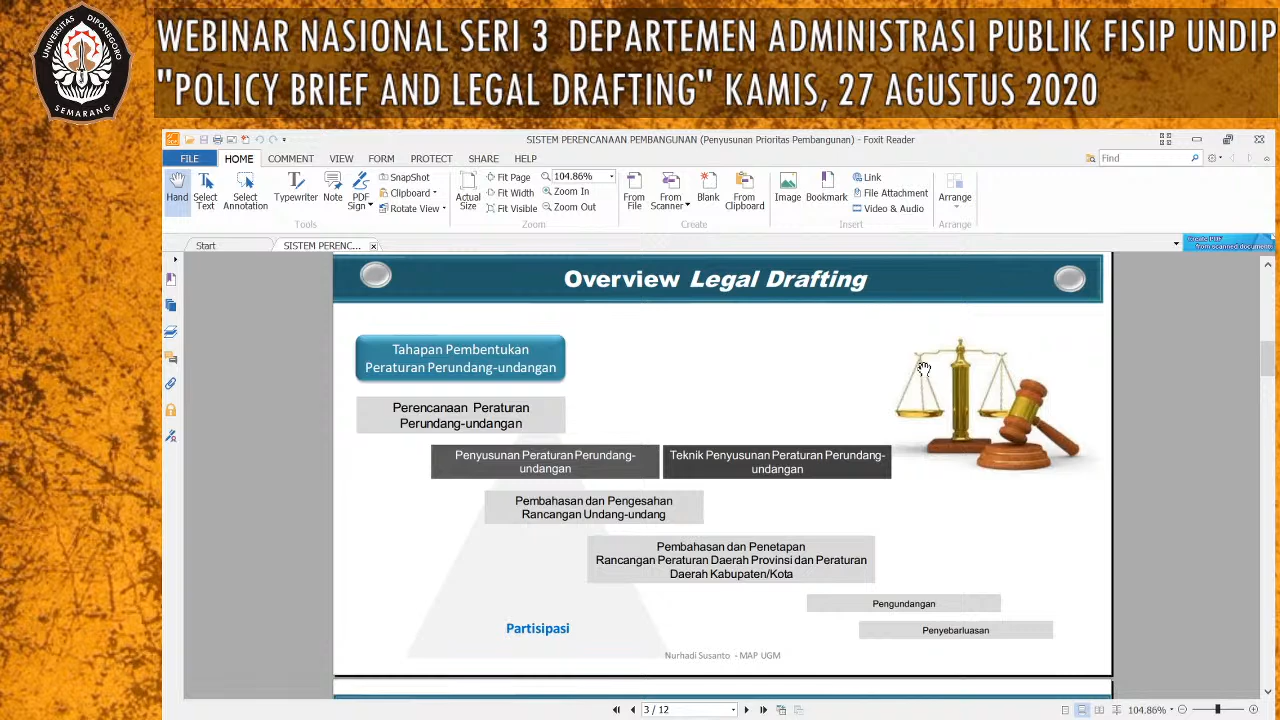 UNIVERSITAS DIPONEGORO
SEMARANG
WEBINAR NASIONAL SERI 3 DEPARTEMEN ADMINISTRASI PUBLIK FISIP UNDIP
"POLICY BRIEF AND LEGAL DRAFTING" KAMIS, 27 AGUSTUS 2020
SISTEM PERENCANAAN PEMBANGUNAN (Penyusunan Prioritas Pembangunan) - Foxit Reader
FILE HOME COMMENT VIEW FORM PROTECT SHARE HELP
Find
Hand
Select
Text
Select
Annotation
Typewriter
Note
PDF
Sign
SnapShot
Clipboard
Rotate View
Tools
Actual
Size
Fit Page
Fit Width
Fit Visible
104.86%
Zoom In
Zoom Out
Zoom
From
File
From
Scanner
Blank
From
Clipboard
Create
Image
Bookmark
Link
File Attachment
Video & Audio
Insert
Arrange
Arrange
Start
SISTEM PERENC...
Create PDF
from scanned document
Overview Legal Drafting
Tahapan Pembentukan
Peraturan Perundang-undangan
Perencanaan Peraturan
Perundang-undangan
Penyusunan Peraturan Perundang-
undangan
Teknik Penyusunan Peraturan Perundang-
undangan
Pembahasan dan Pengesahan
Rancangan Undang-undang
Pembahasan dan Penetapan
Rancangan Peraturan Daerah Provinsi dan Peraturan
Daerah Kabupaten/Kota
Pengundangan
Penyebarluasan
Partisipasi
Nurhadi Susanto - MAP UGM
3 / 12
104.86%